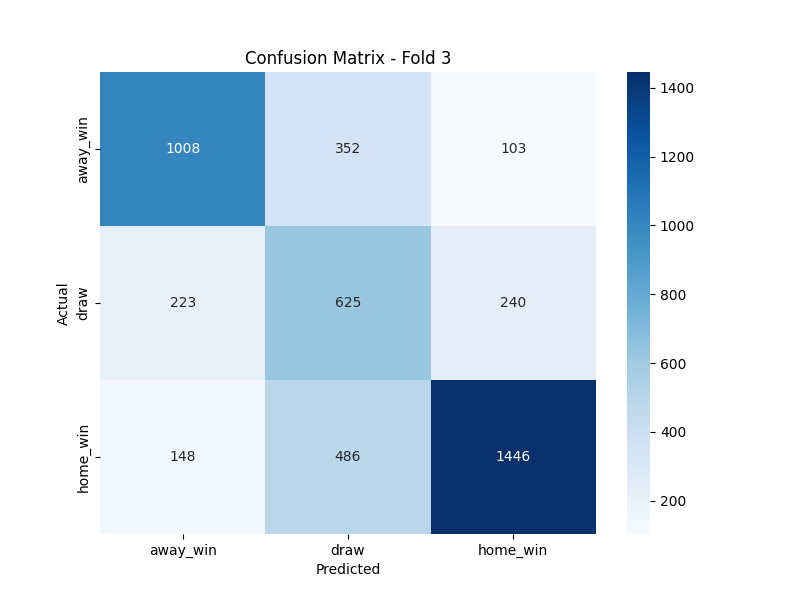 Confusion Matrix - Fold 3
away_win
1008
352
103
draw
223
625
240
home_win
148
486
1446
Actual
away_win
draw
home_win
Predicted
1400
1200
1000
800
600
400
200